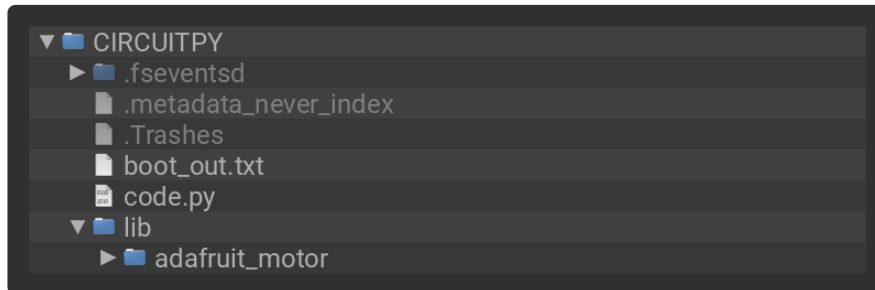 CIRCUITPY
.fseventsd
.metadata_never_index
.Trashes
boot_out.txt
code.py
lib
adafruit_motor